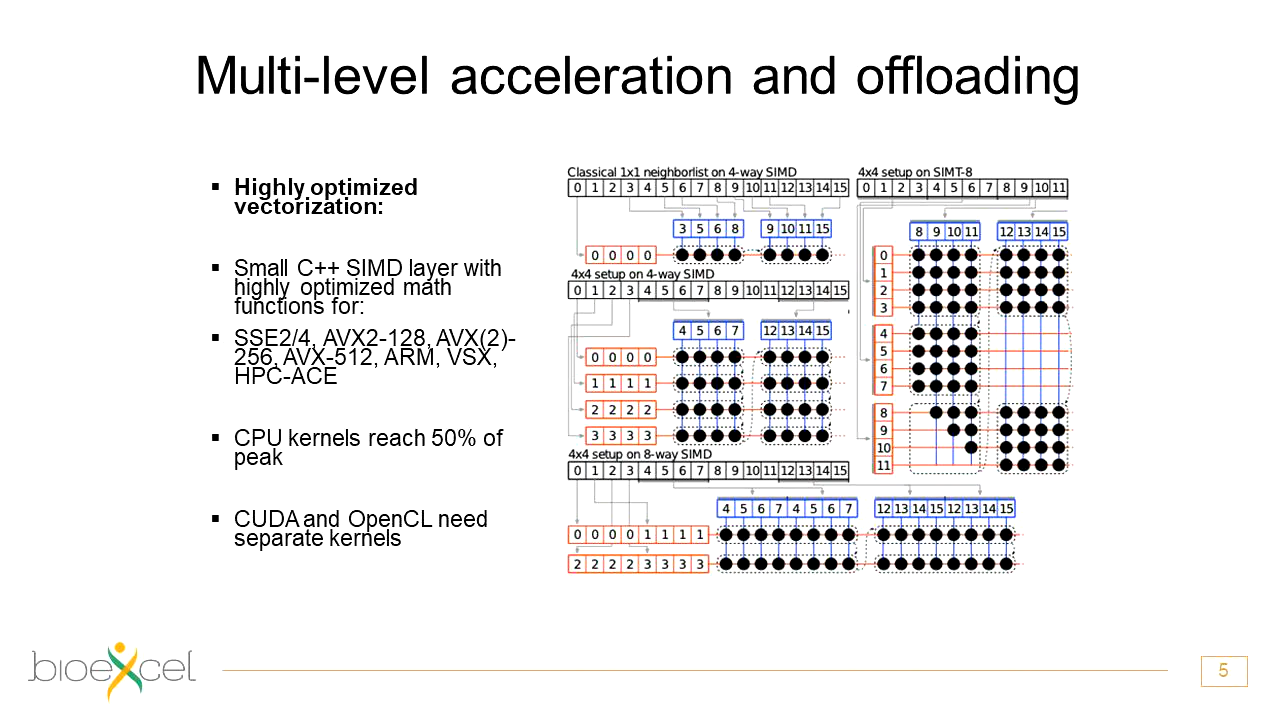 Multi-level acceleration and offloading
▪ Highly optimized
vectorization:
▪ Small C++ SIMD layer with
highly optimized math
functions for:
▪ SSE2/4, AVX2-128, AVX(2)-
256, AVX-512, ARM, VSX,
HPC-ACE
▪ CPU kernels reach 50% of
peak
▪ CUDA and OpenCL need
separate kernels
Classical 1x1 neighborlist on 4-way SIMD
0 1 2 3 4 5 6 7 8 9 10 11 12 13 14 15
3 5 6 8 9 10 11 15
0 0 0 0
4x4 setup on 4-way SIMD
0 1 2 3 4 5 6 7 8 9 10 11 12 13 14 15
4 5 6 7 12 13 14 15
0 0 0 0
1 1 1 1
2 2 2 2
3 3 3 3
4x4 setup on 8-way SIMD
0 1 2 3 4 5 6 7 8 9 10 11 12 13 14 15
4 5 6 7 4 5 6 7 12 13 14 15 12 13 14 15
0 0 0 0 1 1 1 1
2 2 2 2 3 3 3 3
4x4 setup on SIMT-8
0 1 2 3 4 5 6 7 8 9 10 11
8 9 10 11 12 13 14 15
0
1
2
3
4
5
6
7
8
9
10
11
bioexcel
5